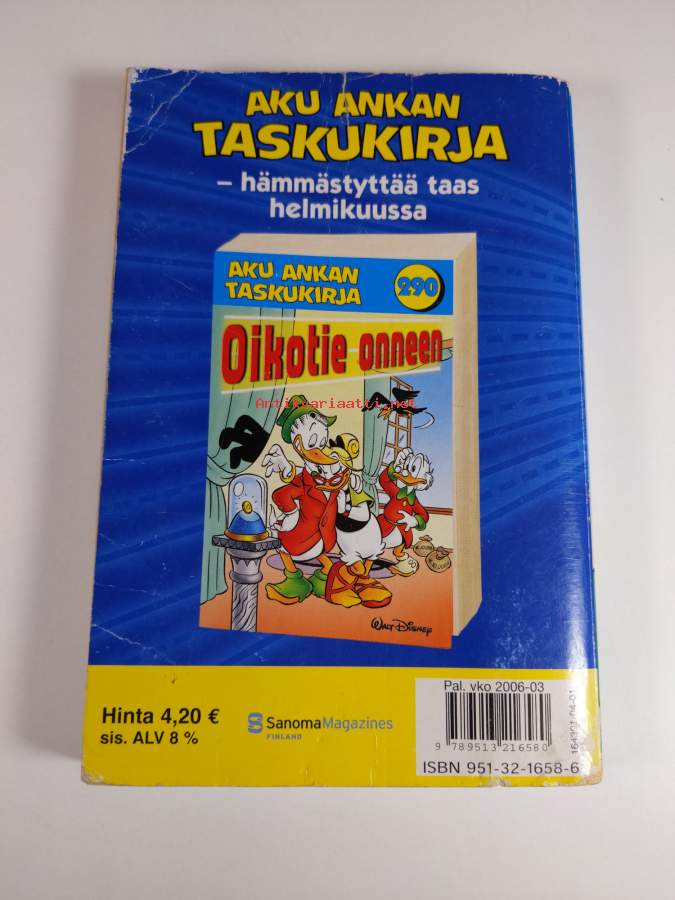 AKU ANKAN
TASKUKIRJA
– hämmästyttää taas
helmikuussa
AKU ANKAN
TASKUKIRJA
290
Oikotie onneen
Antikvariaatti.net
WALT DISNEY
Hinta 4,20 €
sis. ALV 8 %
SanomaMagazines
FINLAND
Pal. vko 2006-03
9 789513 216580
ISBN 951-32-1658-6